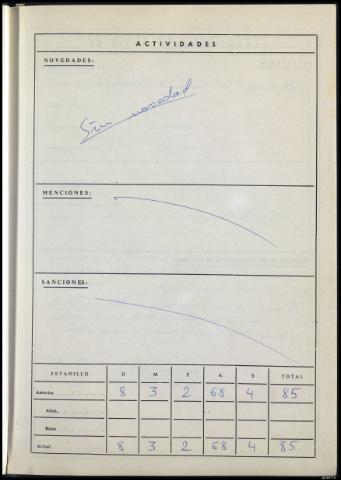 ACTIVIDADES
NOVEDADES:
Sin novedad
MENCIONES:
SANCIONES:
ESTADILLO D M E A S TOTAL
Anterior 8 3 2 68 4 85
Altas
Bajas
Actual 8 3 2 68 4 85